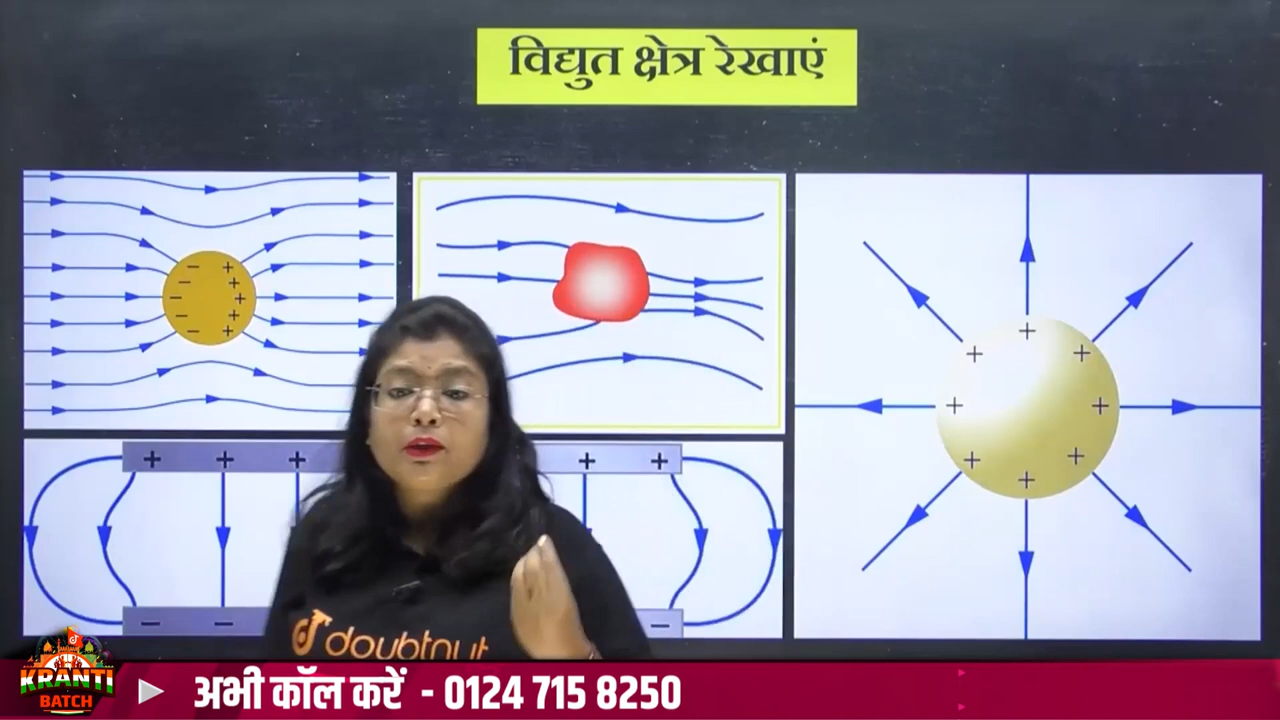 विद्युत क्षेत्र रेखाएं
doubtnut
KRANTI
BATCH
अभी कॉल करें - 0124 715 8250